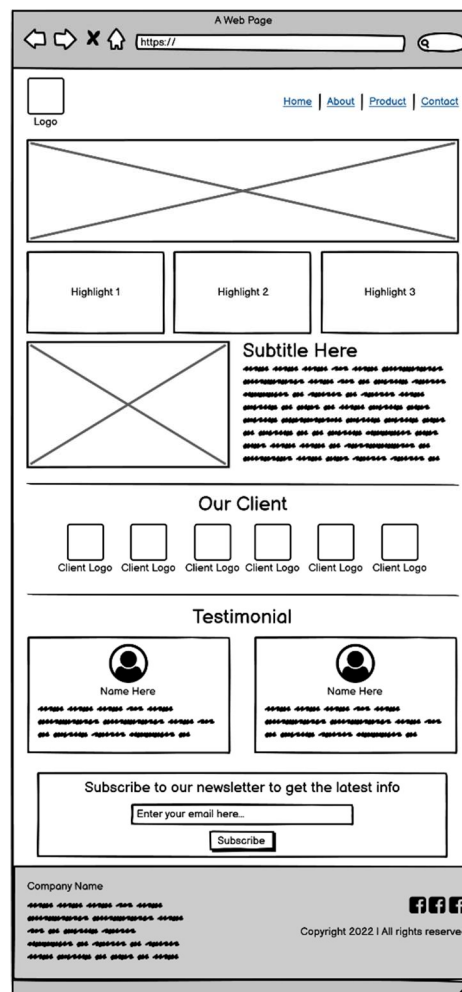 A Web Page
https://
Logo
Home | About | Product | Contact
Highlight 1
Highlight 2
Highlight 3
Subtitle Here
Our Client
Client Logo Client Logo Client Logo Client Logo Client Logo Client Logo
Testimonial
Name Here
Name Here
Subscribe to our newsletter to get the latest info
Enter your email here...
Subscribe
Company Name
Copyright 2022 I All rights reserve